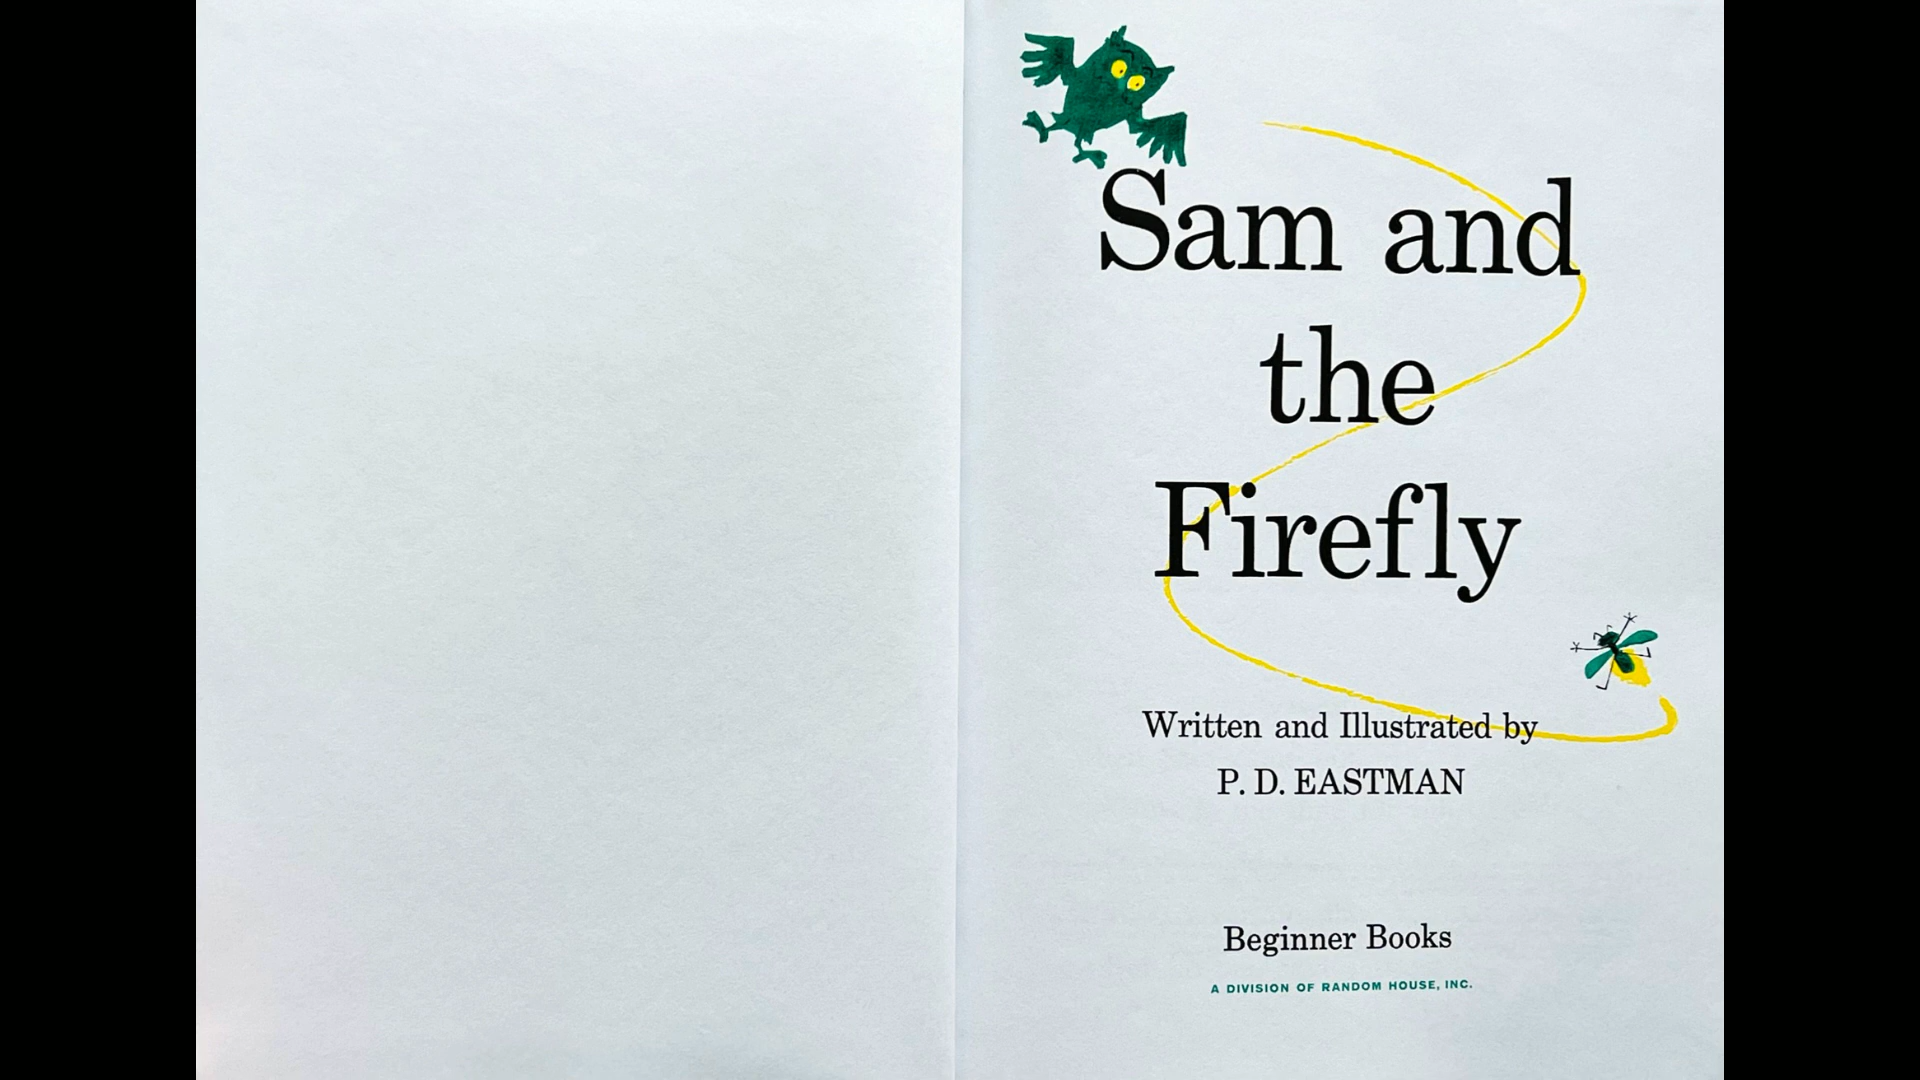 Sam and
the
Firefly
Written and Illustrated by
P. D. EASTMAN
Beginner Books
A DIVISION OF RANDOM HOUSE, INC.